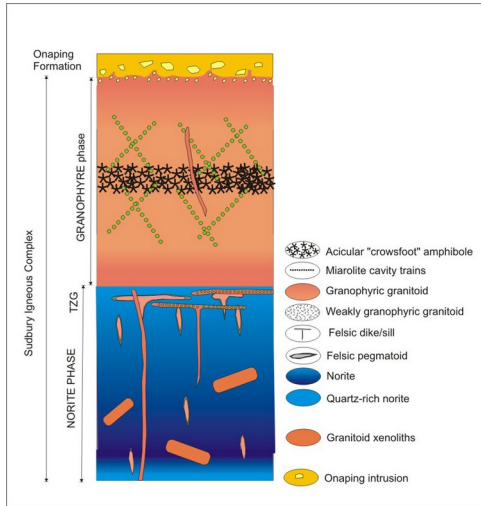 Onaping
Formation
GRANOPHYRE phase
Sudbury Igneous Complex
TZG
NORITE PHASE
Acicular "crowsfoot" amphibole
Miarolite cavity trains
Granophyric granitoid
Weakly granophyric granitoid
Felsic dike/sill
Felsic pegmatoid
Norite
Quartz-rich norite
Granitoid xenoliths
Onaping intrusion